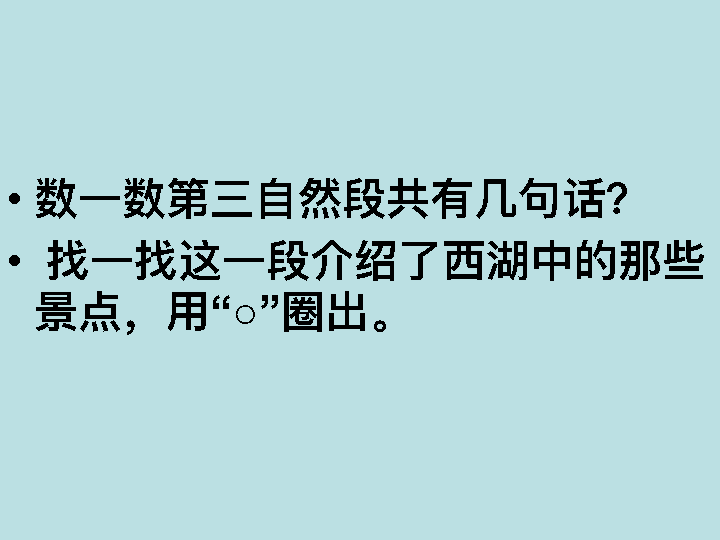 • 数一数第三自然段共有几句话?
• 找一找这一段介绍了西湖中的那些
景点，用“○”圈出。